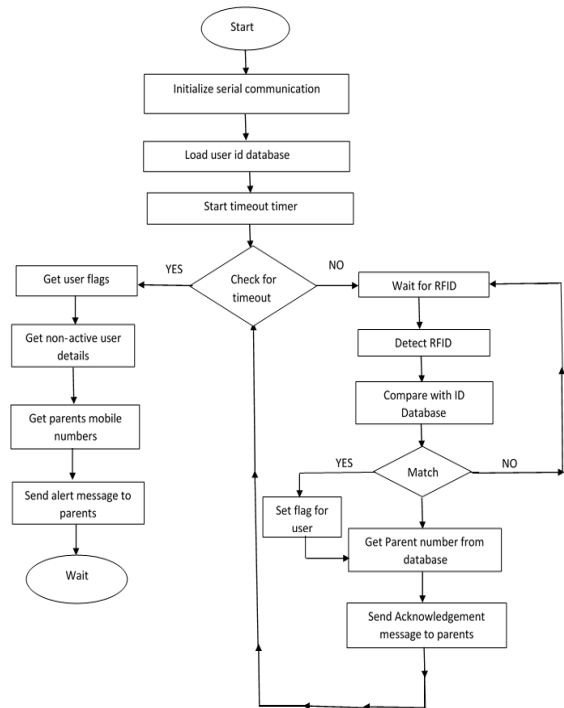 Start
Initialize serial communication
Load user id database
Start timeout timer
Check for
timeout
YES
NO
Get user flags
Get non-active user
details
Get parents mobile
numbers
Send alert message to
parents
Wait
Wait for RFID
Detect RFID
Compare with ID
Database
Match
YES
NO
Set flag for
user
Get Parent number from
database
Send Acknowledgement
message to parents